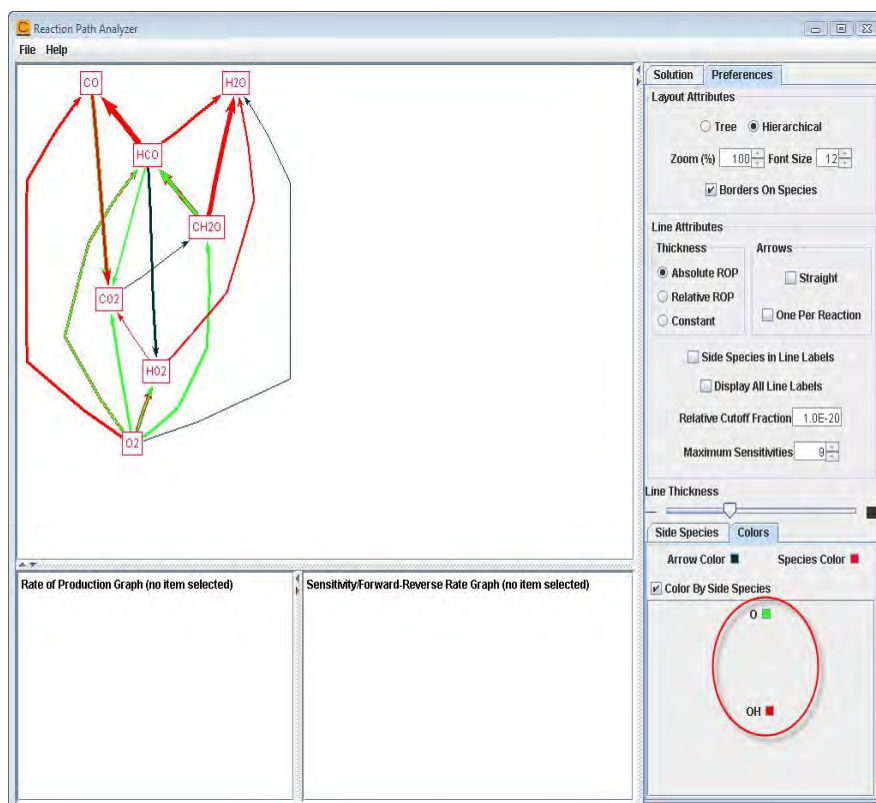 C Reaction Path Analyzer
File Help
CO
H2O
HCO
CH2O
CO2
HO2
O2
Solution Preferences
Layout Attributes
Tree Hierarchical
Zoom (%) 100 Font Size 12
Borders On Species
Line Attributes
Thickness Arrows
Absolute ROP
Straight
Relative ROP
One Per Reaction
Constant
Side Species in Line Labels
Display All Line Labels
Relative Cutoff Fraction 1.0E-20
Maximum Sensitivities 9
Line Thickness
Side Species Colors
Arrow Color Species Color
Color By Side Species
O
OH
Rate of Production Graph (no item selected)
Sensitivity/Forward-Reverse Rate Graph (no item selected)